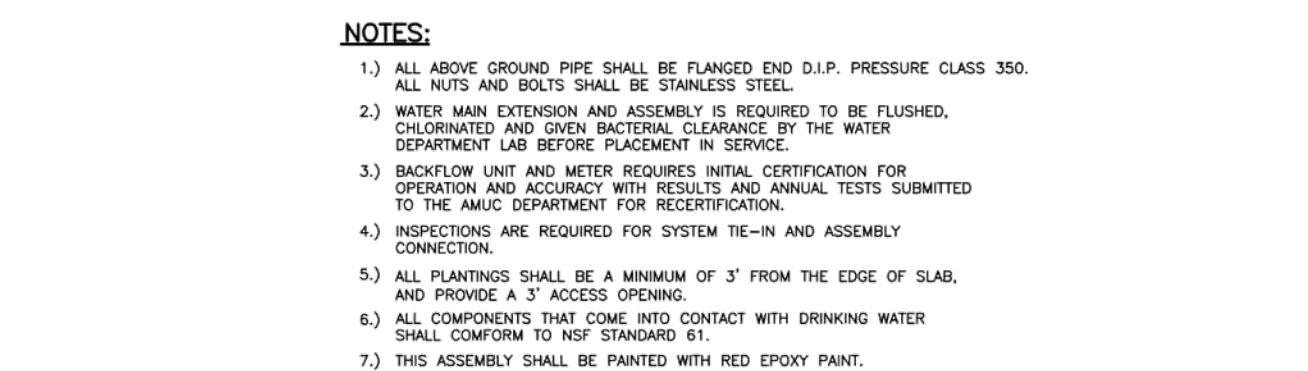 NOTES:
1.) ALL ABOVE GROUND PIPE SHALL BE FLANGED END D.I.P. PRESSURE CLASS 350.
ALL NUTS AND BOLTS SHALL BE STAINLESS STEEL.
2.) WATER MAIN EXTENSION AND ASSEMBLY IS REQUIRED TO BE FLUSHED,
CHLORINATED AND GIVEN BACTERIAL CLEARANCE BY THE WATER
DEPARTMENT LAB BEFORE PLACEMENT IN SERVICE.
3.) BACKFLOW UNIT AND METER REQUIRES INITIAL CERTIFICATION FOR
OPERATION AND ACCURACY WITH RESULTS AND ANNUAL TESTS SUBMITTED
TO THE AMUC DEPARTMENT FOR RECERTIFICATION.
4.) INSPECTIONS ARE REQUIRED FOR SYSTEM TIE-IN AND ASSEMBLY
CONNECTION.
5.) ALL PLANTINGS SHALL BE A MINIMUM OF 3' FROM THE EDGE OF SLAB,
AND PROVIDE A 3' ACCESS OPENING.
6.) ALL COMPONENTS THAT COME INTO CONTACT WITH DRINKING WATER
SHALL COMFORM TO NSF STANDARD 61.
7.) THIS ASSEMBLY SHALL BE PAINTED WITH RED EPOXY PAINT.